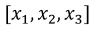 [x₁, x₂, x₃]